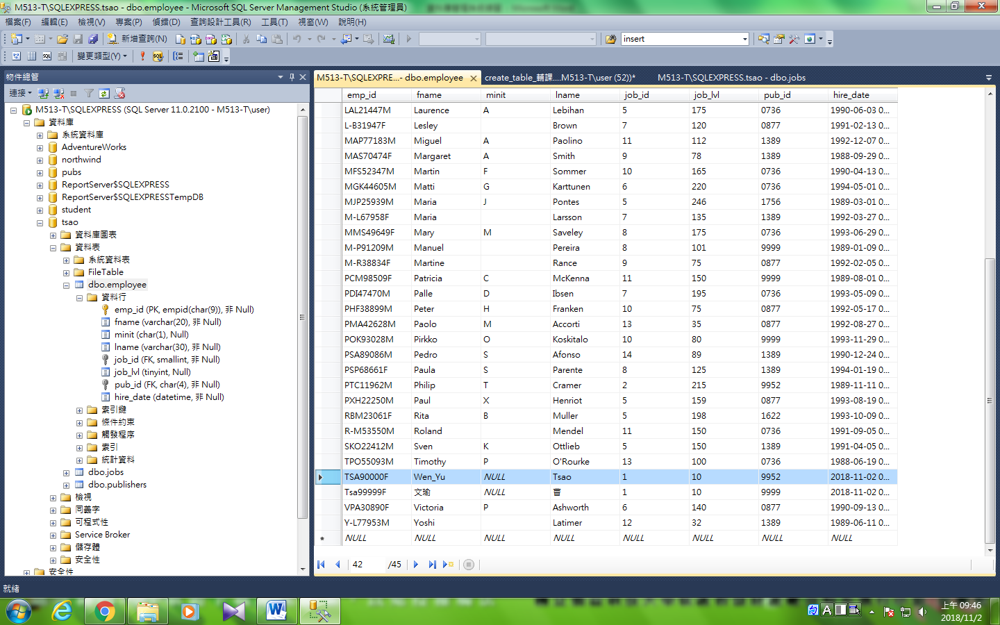 M513-T\SQLEXPRESS.tsao - dbo.employee - Microsoft SQL Server Management Studio (系統管理員)
檔案(F) 編輯(E) 檢視(V) 專案(P) 偵錯(D) 查詢設計工具(R) 工具(T) 視窗(W) 說明(H)
新增查詢(N) insert
變更類型(Y)
物件總管
連接
M513-T\SQLEXPRESS (SQL Server 11.0.2100 - M513-T\user)
資料庫
系統資料庫
AdventureWorks
northwind
pubs
ReportServer$SQLEXPRESS
ReportServer$SQLEXPRESSTempDB
student
tsao
資料庫圖表
資料表
系統資料表
FileTable
dbo.employee
資料行
emp_id (PK, empid(char(9)), 非 Null)
fname (varchar(20), 非 Null)
minit (char(1), Null)
lname (varchar(30), 非 Null)
job_id (FK, smallint, 非 Null)
job_lvl (tinyint, Null)
pub_id (FK, char(4), 非 Null)
hire_date (datetime, 非 Null)
索引鍵
條件約束
觸發程序
索引
統計資料
dbo.jobs
dbo.publishers
檢視
同義字
可程式性
Service Broker
儲存體
安全性
安全性
M513-T\SQLEXPRE...- dbo.employee create_table_輔課....M513-T\user (52))* M513-T\SQLEXPRESS.tsao - dbo.jobs
emp_id fname minit lname job_id job_lvl pub_id hire_date
LAL21447M Laurence A Lebihan 5 175 0736 1990-06-03 0...
L-B31947F Lesley Brown 7 120 0877 1991-02-13 0...
MAP77183M Miguel A Paolino 11 112 1389 1992-12-07 0...
MAS70474F Margaret A Smith 9 78 1389 1988-09-29 0...
MFS52347M Martin F Sommer 10 165 0736 1990-04-13 0...
MGK44605M Matti G Karttunen 6 220 0736 1994-05-01 0...
MJP25939M Maria J Pontes 5 246 1756 1989-03-01 0...
M-L67958F Maria Larsson 7 135 1389 1992-03-27 0...
MMS49649F Mary M Saveley 8 175 0736 1993-06-29 0...
M-P91209M Manuel Pereira 8 101 9999 1989-01-09 0...
M-R38834F Martine Rance 9 75 0877 1992-02-05 0...
PCM98509F Patricia C McKenna 11 150 9999 1989-08-01 0...
PDI47470M Palle D Ibsen 7 195 0736 1993-05-09 0...
PHF38899M Peter H Franken 10 75 0877 1992-05-17 0...
PMA42628M Paolo M Accorti 13 35 0877 1992-08-27 0...
POK93028M Pirkko O Koskitalo 10 80 9999 1993-11-29 0...
PSA89086M Pedro S Afonso 14 89 1389 1990-12-24 0...
PSP68661F Paula S Parente 8 125 1389 1994-01-19 0...
PTC11962M Philip T Cramer 2 215 9952 1989-11-11 0...
PXH22250M Paul X Henriot 5 159 0877 1993-08-19 0...
RBM23061F Rita B Muller 5 198 1622 1993-10-09 0...
R-M53550M Roland Mendel 11 150 0736 1991-09-05 0...
SKO22412M Sven K Ottlieb 5 150 1389 1991-04-05 0...
TPO55093M Timothy P O'Rourke 13 100 0736 1988-06-19 0...
TSA90000F Wen_Yu NULL Tsao 1 10 9952 2018-11-02 0...
Tsa99999F 文瑜 NULL 曹 1 10 9999 2018-11-02 0...
VPA30890F Victoria P Ashworth 6 140 0877 1990-09-13 0...
Y-L77953M Yoshi Latimer 12 32 1389 1989-06-11 0...
NULL NULL NULL NULL NULL NULL NULL NULL
42 /45
就緒
A
上午 09:46
2018/11/2